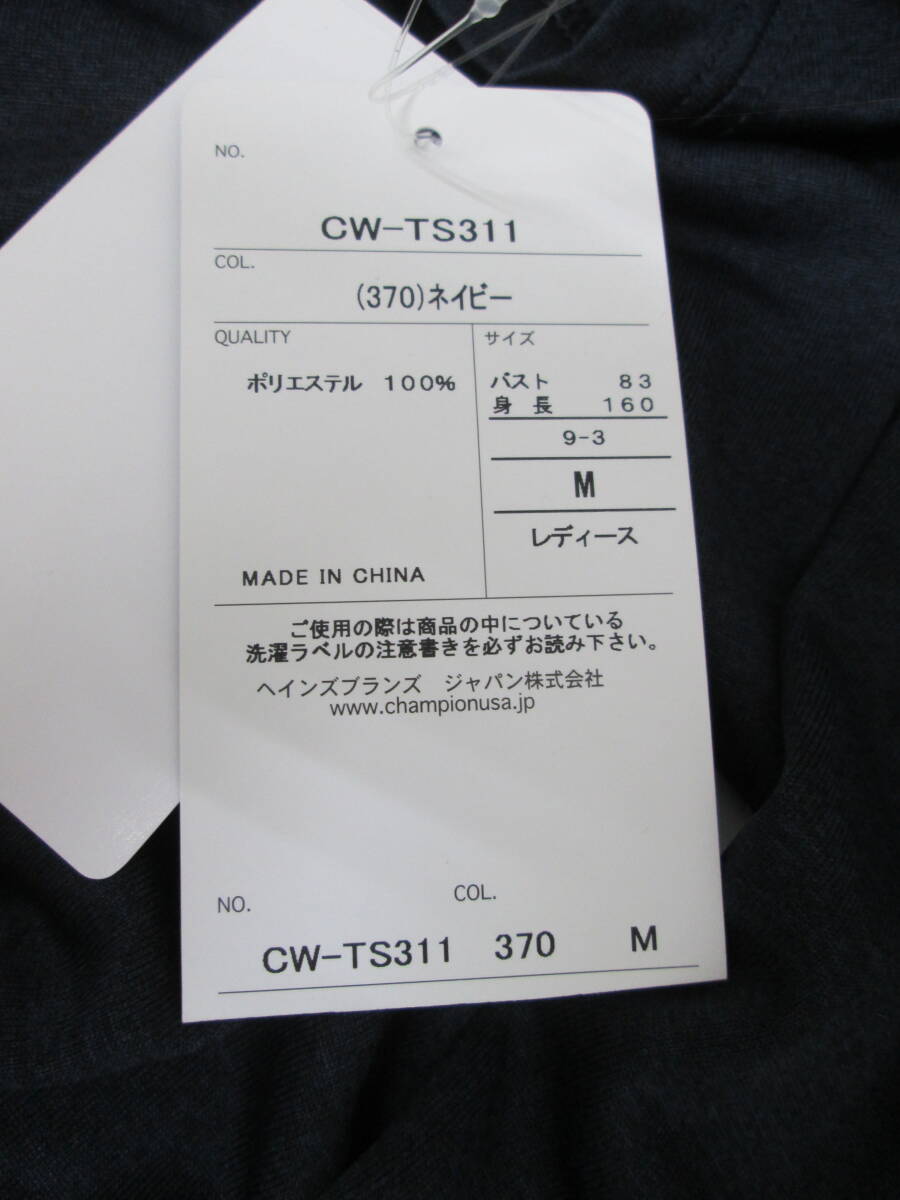 NO.
CW-TS311
COL.
(370)ネイビー
QUALITY
ポリエステル 100%
MADE IN CHINA
サイズ
バスト 83
身 長 160
9-3
M
レディース
ご使用の際は商品の中についている
洗濯ラベルの注意書きを必ずお読み下さい。
ヘインズブランズ ジャパン株式会社
www.championusa.jp
NO. COL.
CW-TS311 370 M